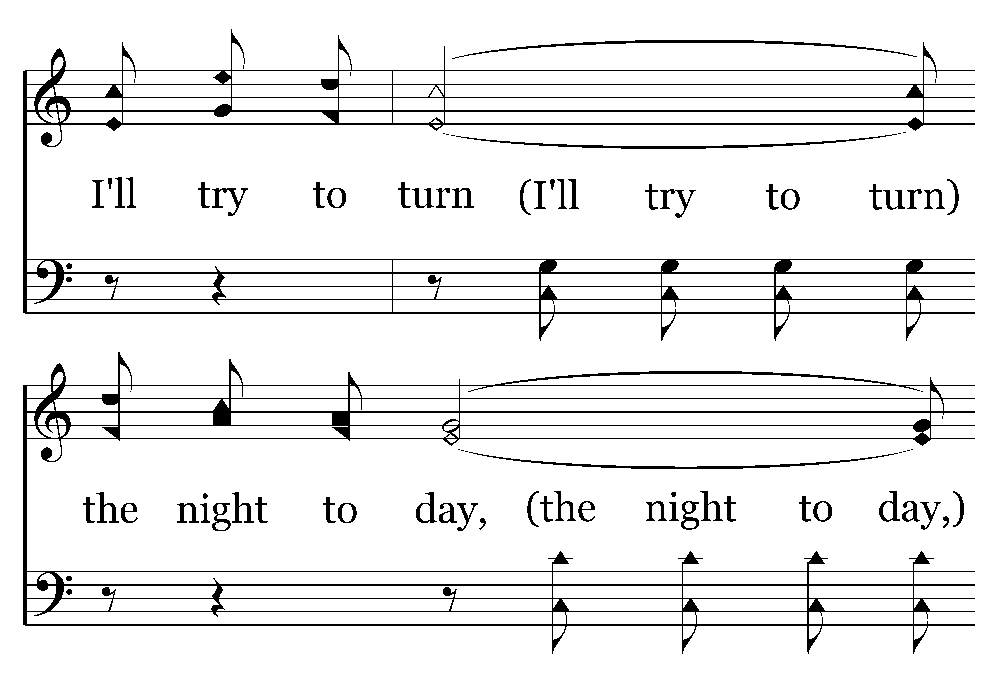 I'll try to turn (I'll try to turn)
the night to day, (the night to day,)